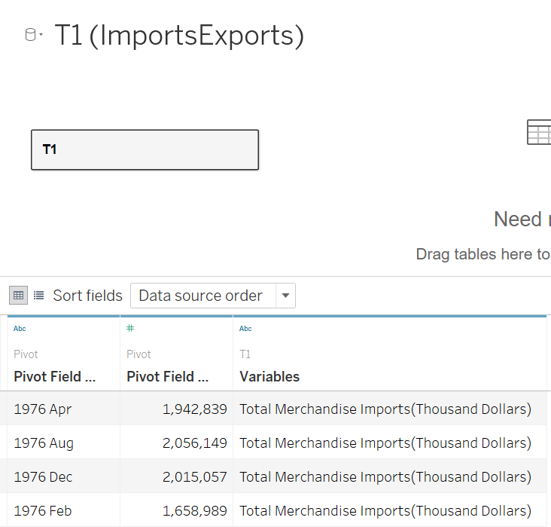 T1 (ImportsExports)
T1
Need
Drag tables here to
Sort fields Data source order
Abc # Abc
Pivot Pivot T1
Pivot Field ... Pivot Field ... Variables
1976 Apr 1,942,839 Total Merchandise Imports(Thousand Dollars)
1976 Aug 2,056,149 Total Merchandise Imports(Thousand Dollars)
1976 Dec 2,015,057 Total Merchandise Imports(Thousand Dollars)
1976 Feb 1,658,989 Total Merchandise Imports(Thousand Dollars)